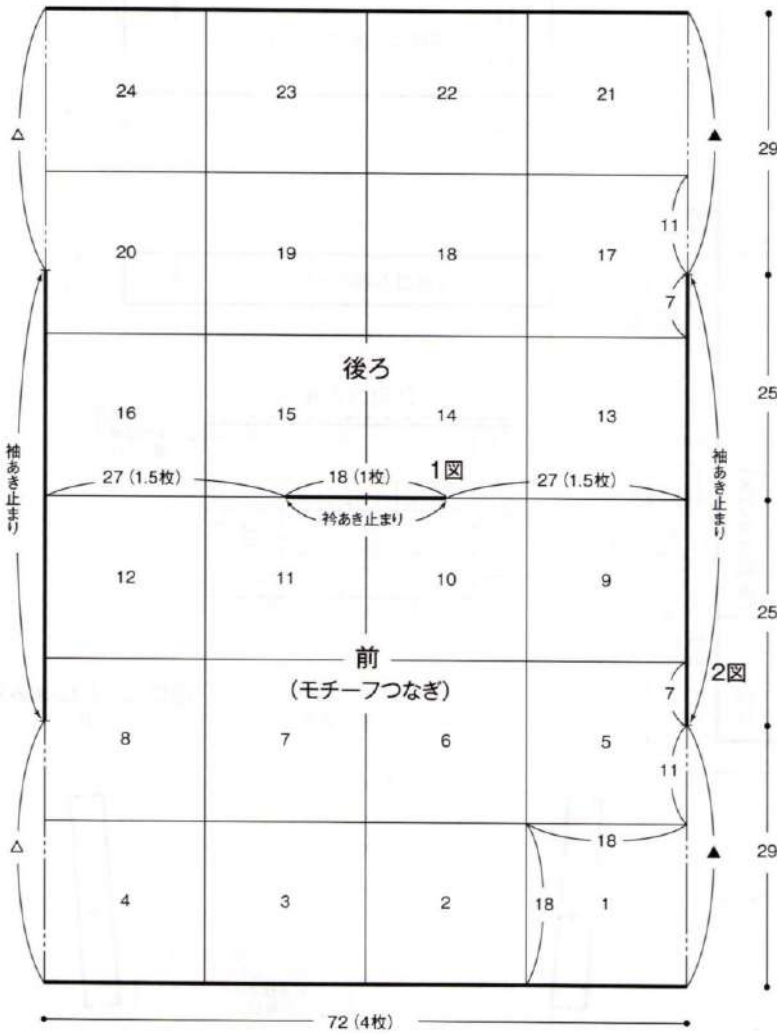 24 23 22 21
△ ▲ 29
11
20 19 18 17
7
後ろ
25
16 15 14 13
袖あき止まり
袖あき止まり
27 (1.5枚) 18 (1枚) 1図 27 (1.5枚)
衿あき止まり
12 11 10 9
25
前
(モチーフつなぎ)
2図
7
8 7 6 5
11
18
△ ▲ 29
4 3 2 18 1
72 (4枚)